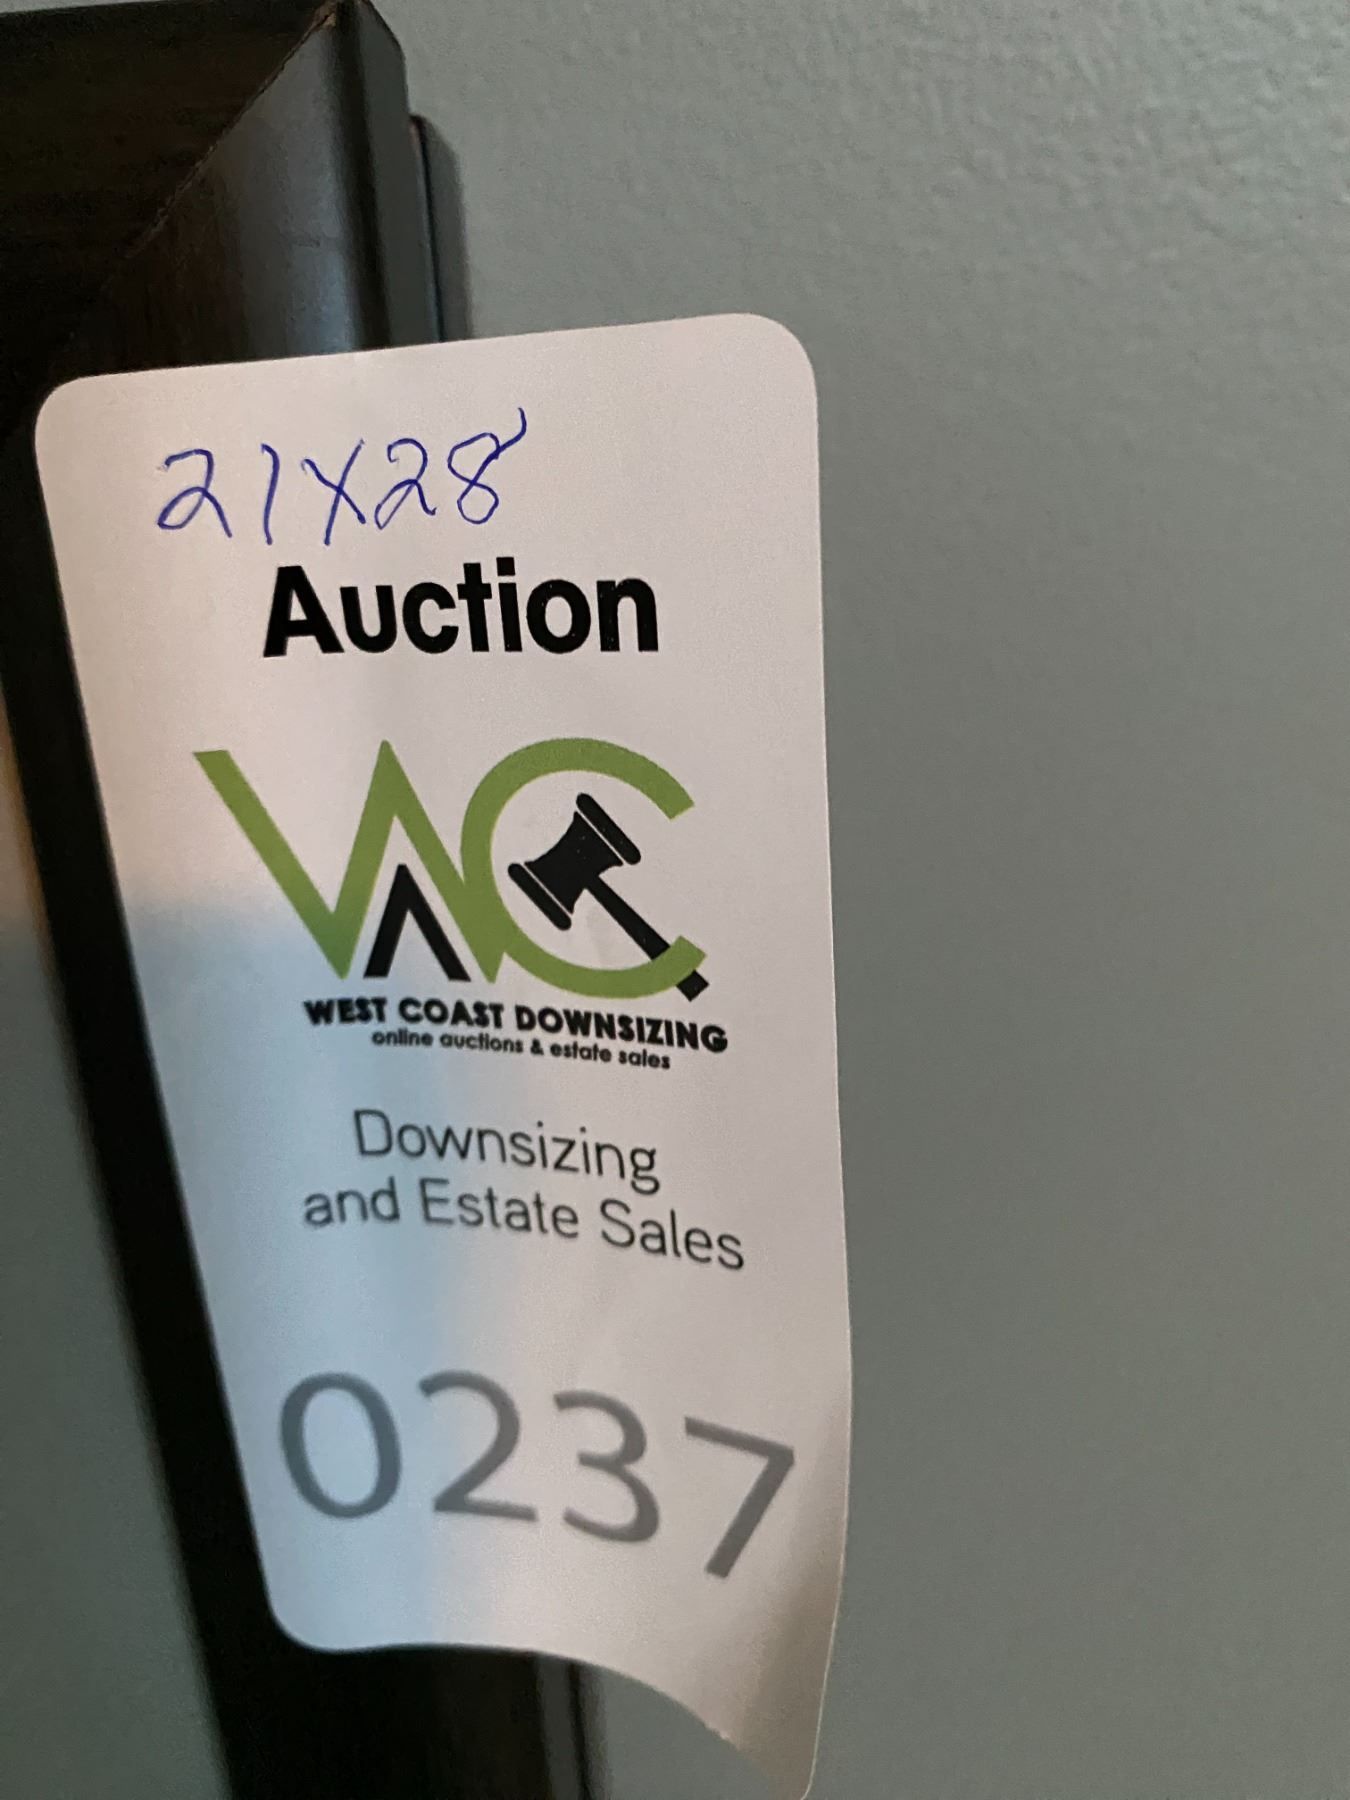 21x28
Auction
WC
WEST COAST DOWNSIZING
online auctions & estate sales
Downsizing
and Estate Sales
0237